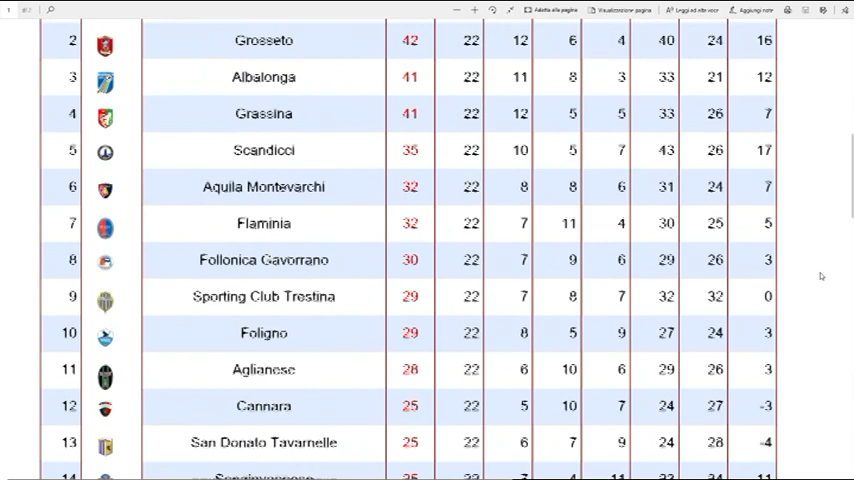 1 Adatta alla pagina Visualizzazione pagina Leggi ad alta voce Aggiungi note
2 Grosseto 42 22 12 6 4 40 24 16
3 Albalonga 41 22 11 8 3 33 21 12
4 Grassina 41 22 12 5 5 33 26 7
5 Scandicci 35 22 10 5 7 43 26 17
6 Aquila Montevarchi 32 22 8 8 6 31 24 7
7 Flaminia 32 22 7 11 4 30 25 5
8 Follonica Gavorrano 30 22 7 9 6 29 26 3
9 Sporting Club Trestina 29 22 7 8 7 32 32 0
10 Foligno 29 22 8 5 9 27 24 3
11 Aglianese 28 22 6 10 6 29 26 3
12 Cannara 25 22 5 10 7 24 27 -3
13 San Donato Tavarnelle 25 22 6 7 9 24 28 -4